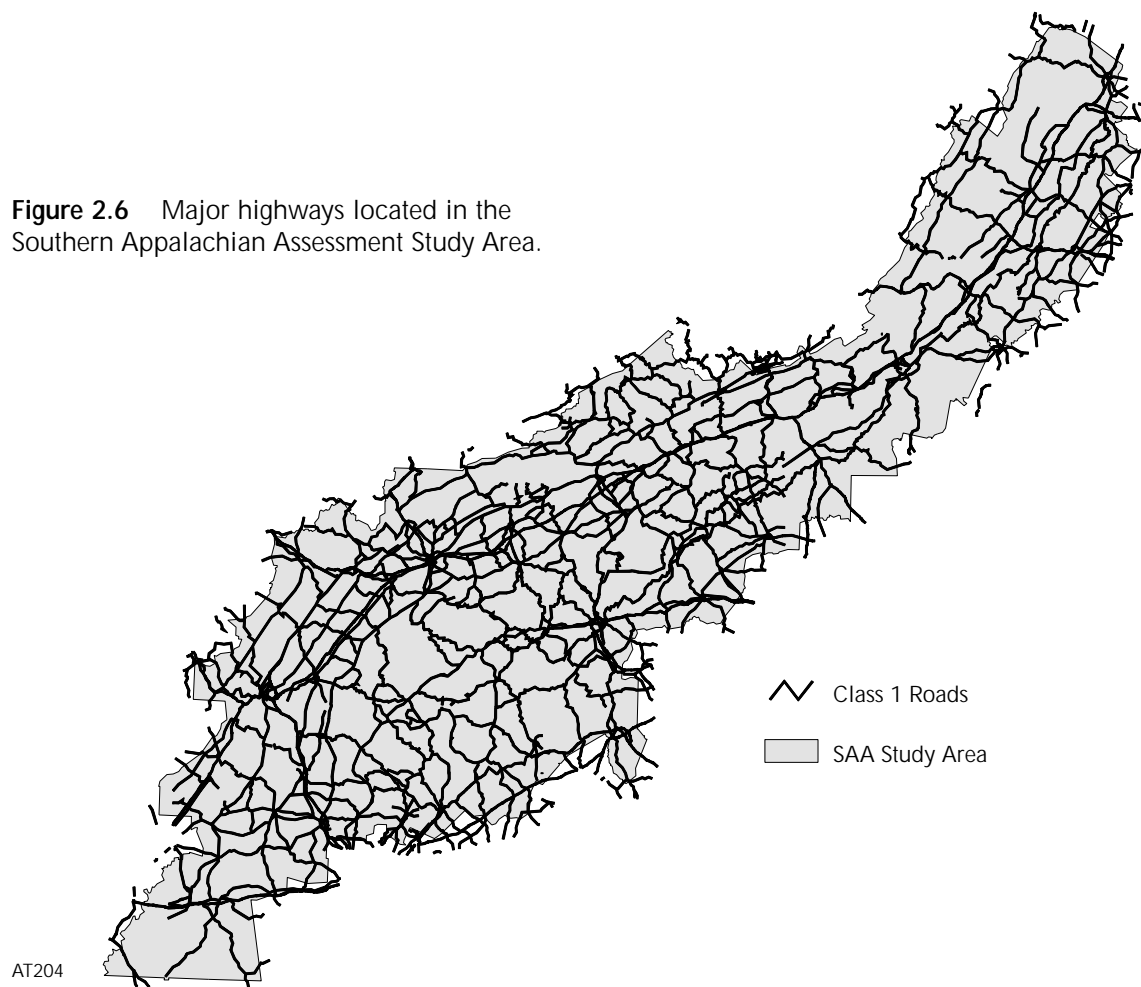 Figure 2.6 Major highways located in the
Southern Appalachian Assessment Study Area.
Class 1 Roads
SAA Study Area
AT204